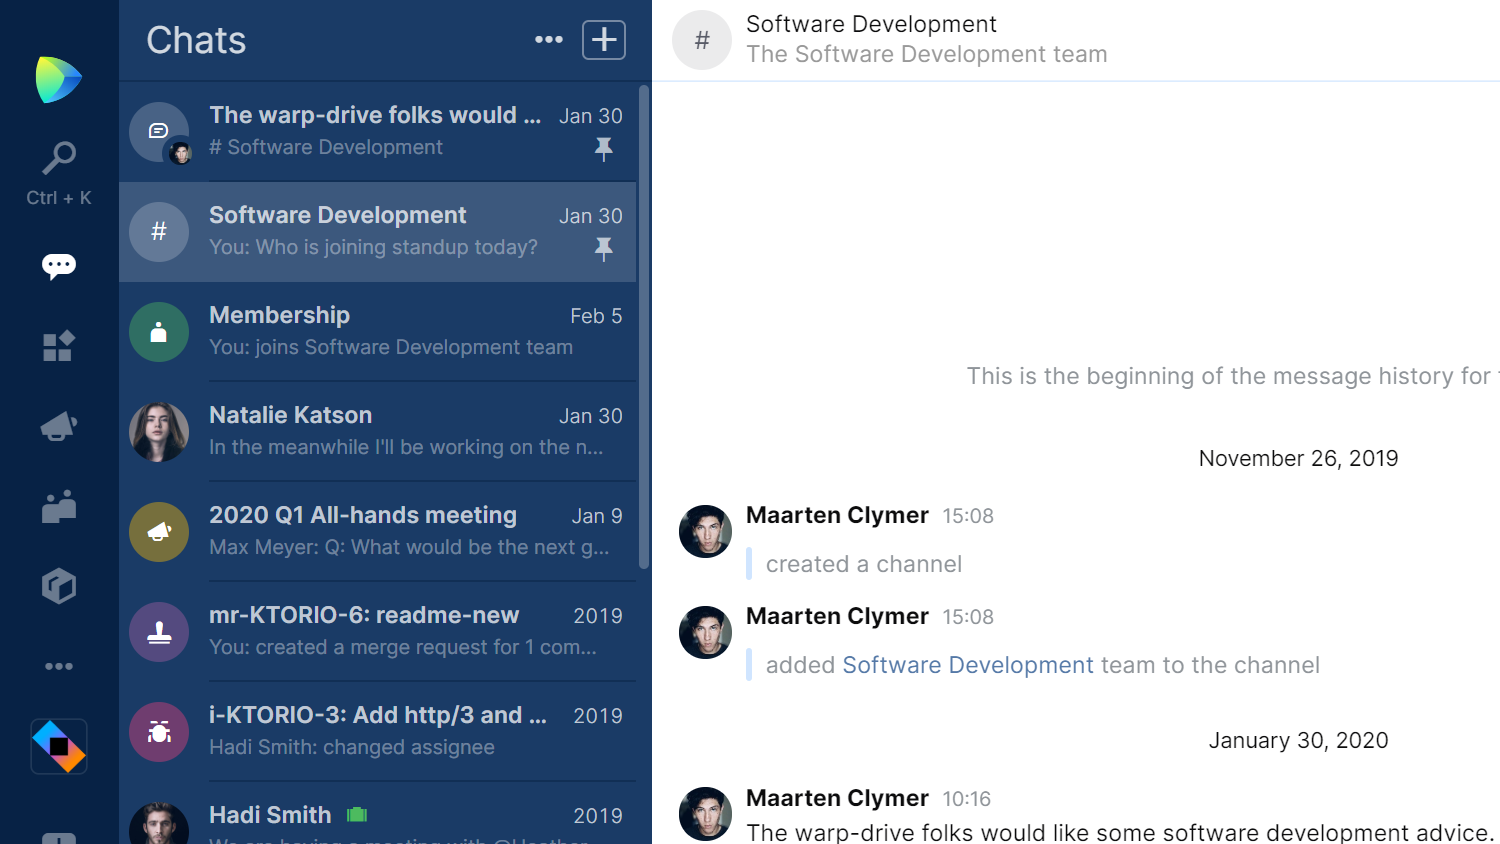 Chats
Ctrl + K
The warp-drive folks would ...
Jan 30
# Software Development
#
Software Development
Jan 30
You: Who is joining standup today?
Membership
Feb 5
You: joins Software Development team
Natalie Katson
Jan 30
In the meanwhile I'll be working on the n...
2020 Q1 All-hands meeting
Jan 9
Max Meyer: Q: What would be the next g...
mr-KTORIO-6: readme-new
2019
You: created a merge request for 1 com...
i-KTORIO-3: Add http/3 and ...
2019
Hadi Smith: changed assignee
Hadi Smith
2019
We are having a meeting with @Heather
#
Software Development
The Software Development team
This is the beginning of the message history for
November 26, 2019
Maarten Clymer 15:08
created a channel
Maarten Clymer 15:08
added Software Development team to the channel
January 30, 2020
Maarten Clymer 10:16
The warp-drive folks would like some software development advice.